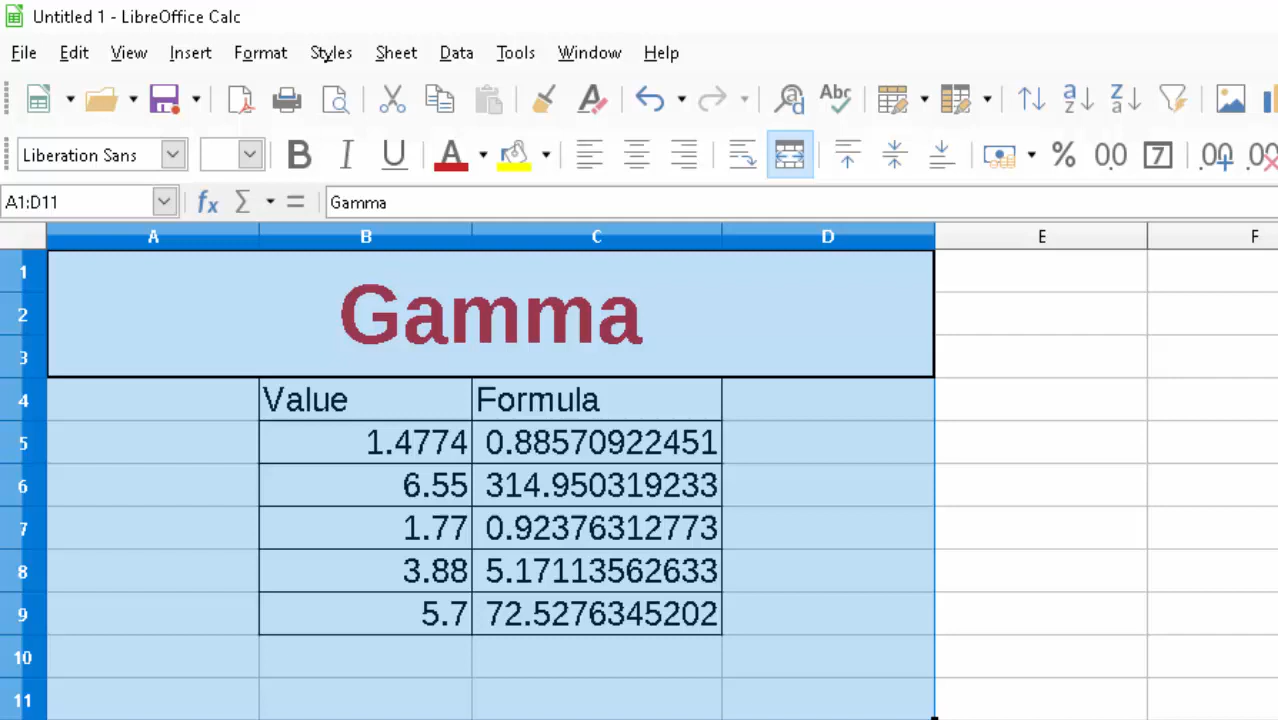 Untitled 1 - LibreOffice Calc
File Edit View Insert Format Styles Sheet Data Tools Window Help
Liberation Sans
A1:D11 Gamma
A B C D E F
1
2 Gamma
3
4 Value Formula
5 1.4774 0.88570922451
6 6.55 314.950319233
7 1.77 0.92376312773
8 3.88 5.17113562633
9 5.7 72.5276345202
10
11